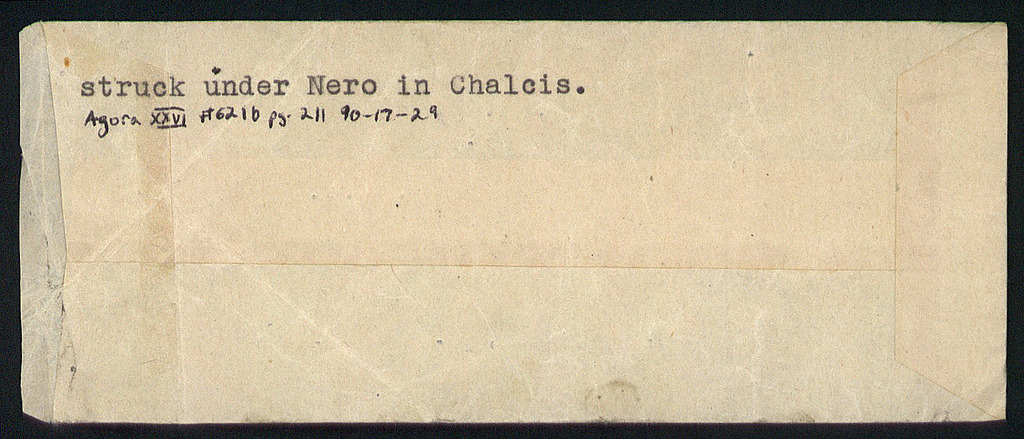 struck under Nero in Chalcis.
Agora XXVI #621b pg. 211 90-17-29